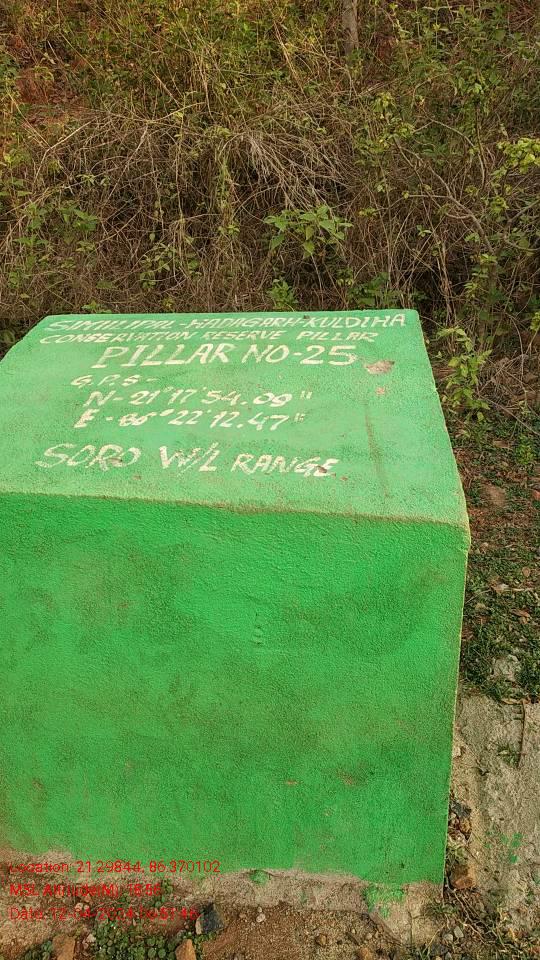 SIMILIPAL-HADAGARH-KULDIHA
CONSERVATION RESERVE PILLAR
PILLAR NO-25
G.P.S-
N-21°17'54.09"
E-86°22'12.47"
SORO W/L RANGE
Location: 21.29844, 86.370102
MSL Altitude(M):
Date: 12-04-2024